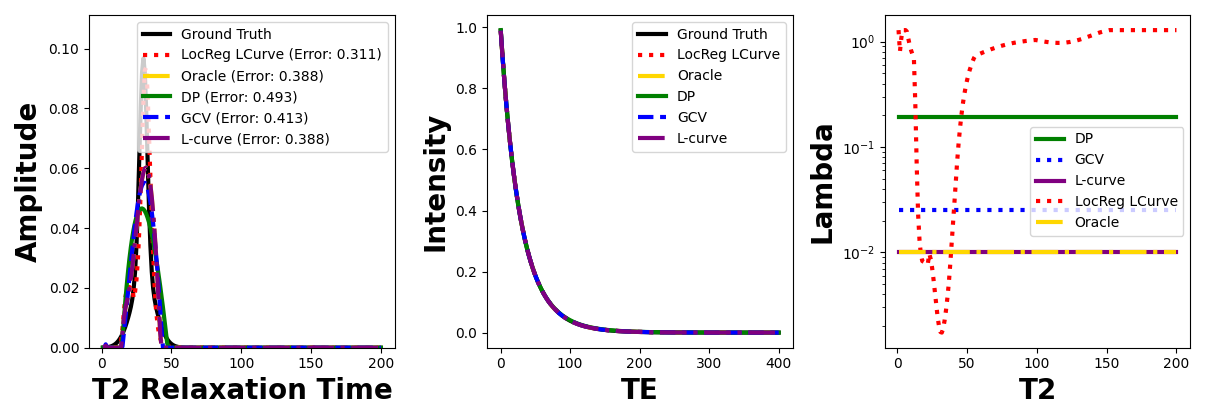 Amplitude
0.10
0.08
0.06
0.04
0.02
0.00
0
50
100
150
200
T2 Relaxation Time
Ground Truth
LocReg LCurve (Error: 0.311)
Oracle (Error: 0.388)
DP (Error: 0.493)
GCV (Error: 0.413)
L-curve (Error: 0.388)
Intensity
1.0
0.8
0.6
0.4
0.2
0.0
0
100
200
300
400
TE
Ground Truth
LocReg LCurve
Oracle
DP
GCV
L-curve
Lambda
10⁰
10⁻¹
10⁻²
0
50
100
150
200
T2
DP
GCV
L-curve
LocReg LCurve
Oracle